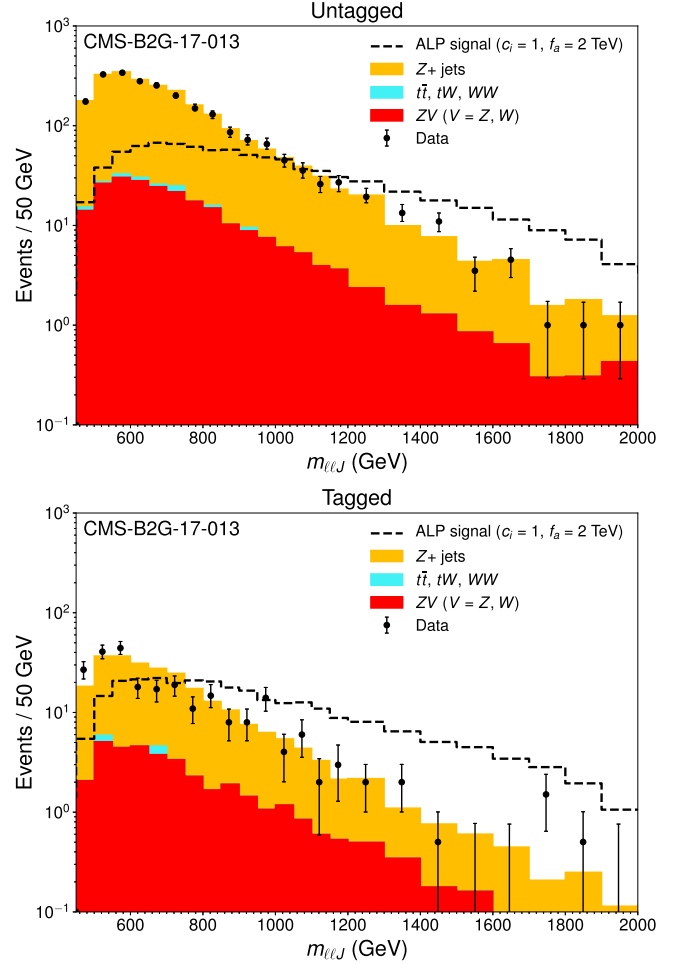 Untagged
CMS-B2G-17-013
ALP signal (cᵢ = 1, fₐ = 2 TeV)
Z + jets
tt̄, tW, WW
ZV (V = Z, W)
Data
Events / 50 GeV
10³
10²
10¹
10⁰
10⁻¹
600 800 1000 1200 1400 1600 1800 2000
m_ℓℓJ (GeV)
Tagged
CMS-B2G-17-013
ALP signal (cᵢ = 1, fₐ = 2 TeV)
Z + jets
tt̄, tW, WW
ZV (V = Z, W)
Data
Events / 50 GeV
10³
10²
10¹
10⁰
10⁻¹
600 800 1000 1200 1400 1600 1800 2000
m_ℓℓJ (GeV)